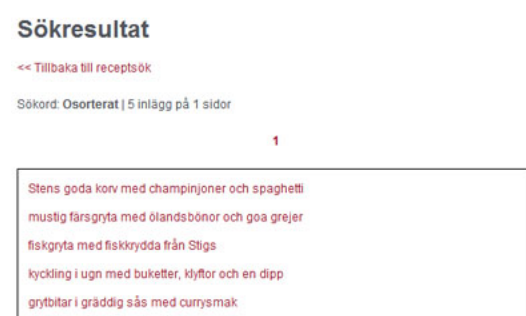 Sökresultat
<< Tillbaka till receptsök
Sökord: Osorterat | 5 inlägg på 1 sidor
1
Stens goda korv med champinjoner och spaghetti
mustig färsgryta med ölandsbönor och goa grejer
fiskgryta med fiskkrydda från Stigs
kyckling i ugn med buketter, klyftor och en dipp
grytbitar i gräddig sås med currysmak